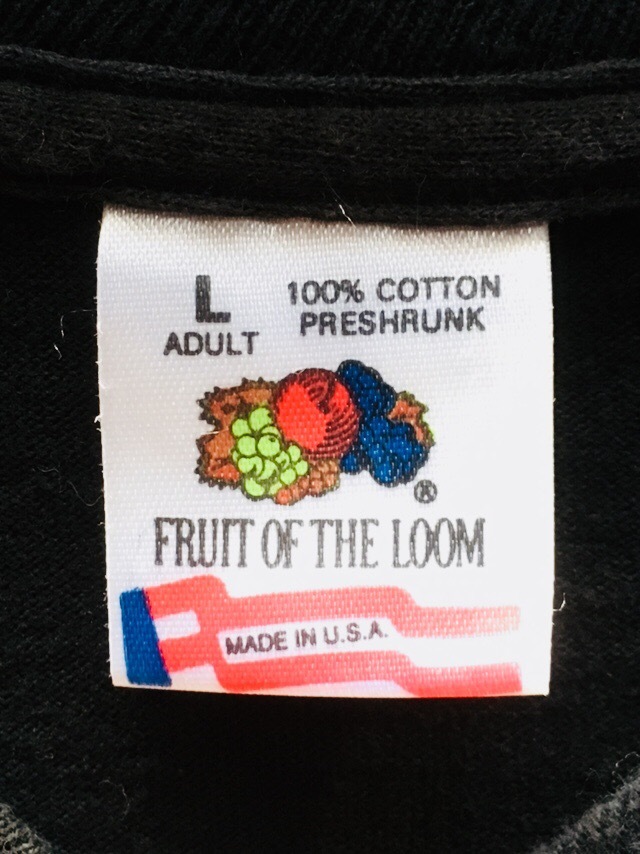 L
ADULT
100% COTTON
PRESHRUNK
®
FRUIT OF THE LOOM
MADE IN U.S.A.